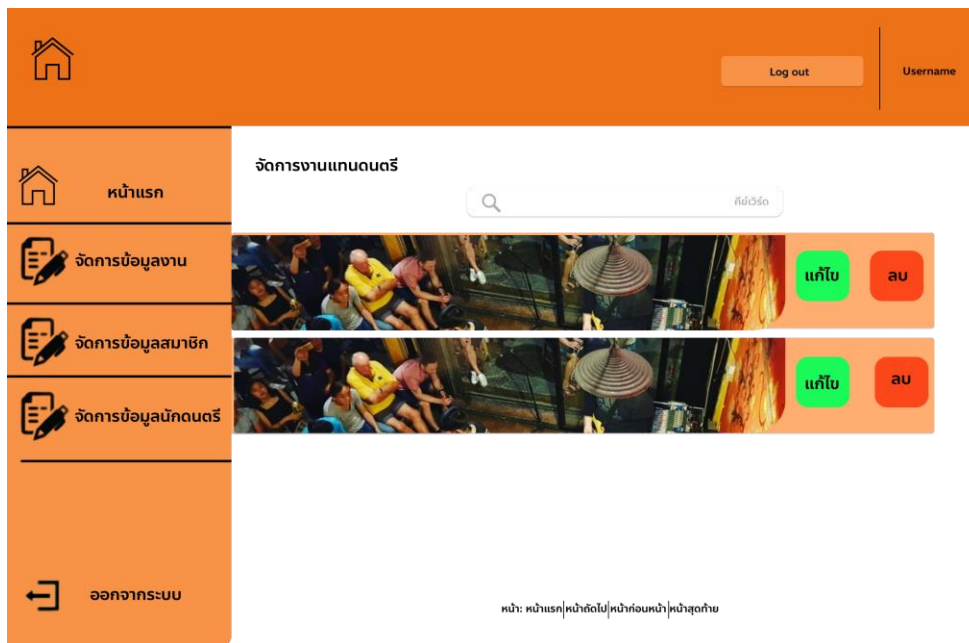 Log out
Username
หน้าแรก
จัดการงานแทนดนตรี
คีย์เวิร์ด
จัดการข้อมูลงาน
แก้ไข
ลบ
จัดการข้อมูลสมาชิก
แก้ไข
ลบ
จัดการข้อมูลนักดนตรี
ออกจากระบบ
หน้า: หน้าแรก|หน้าถัดไป|หน้าก่อนหน้า|หน้าสุดท้าย